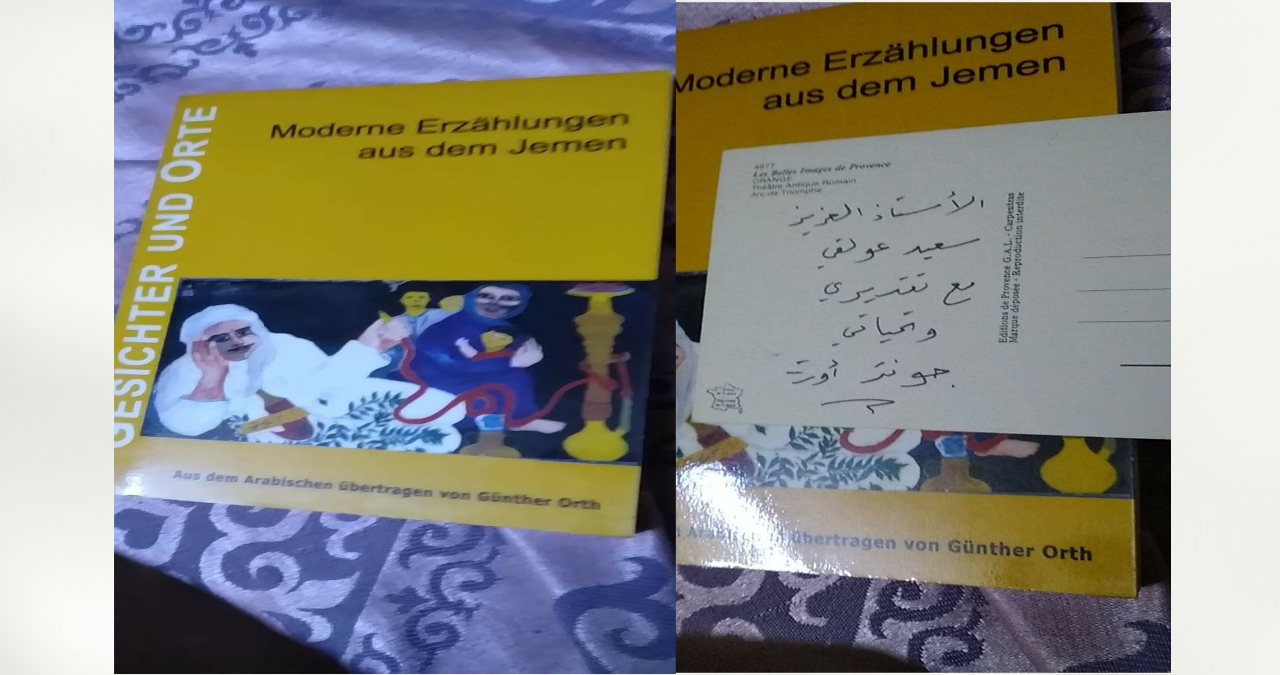 GESICHTER UND ORTE
Moderne Erzählungen
aus dem Jemen
Aus dem Arabischen übertragen von Günther Orth
Moderne Erzählungen
aus dem Jemen
Les Belles Images de Provence
ORANGE
Théâtre Antique Romain
Arc de Triomphe
الأستاذ العزيز
سعيد عولقي
مع تقديري
وتحياتي
جونتر أورت
Editions de Provence G.A.L. - Carpentras
Marque déposée - Reproduction interdite
übertragen von Günther Orth